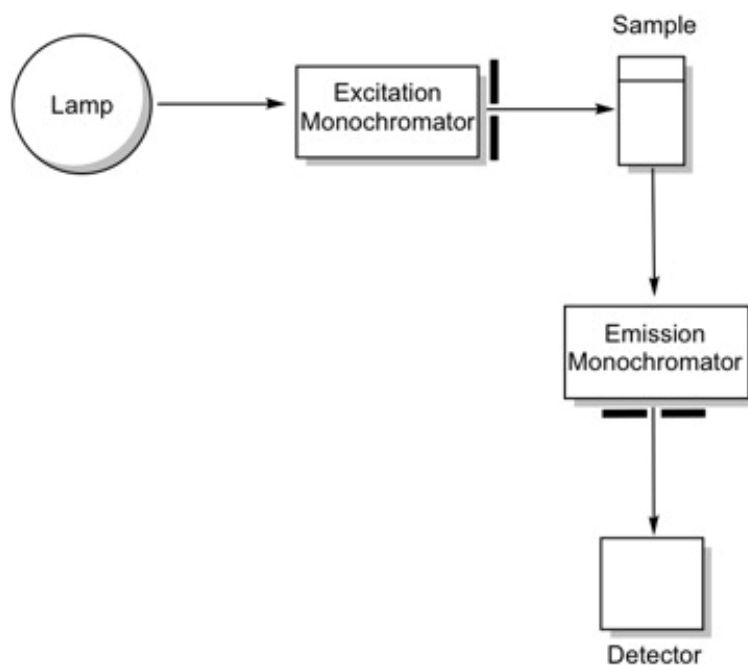 Sample
Lamp
Excitation
Monochromator
Emission
Monochromator
Detector